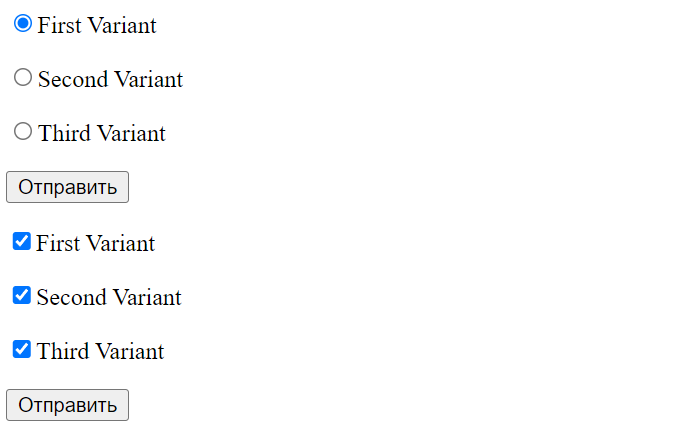 First Variant
Second Variant
Third Variant
Отправить
First Variant
Second Variant
Third Variant
Отправить